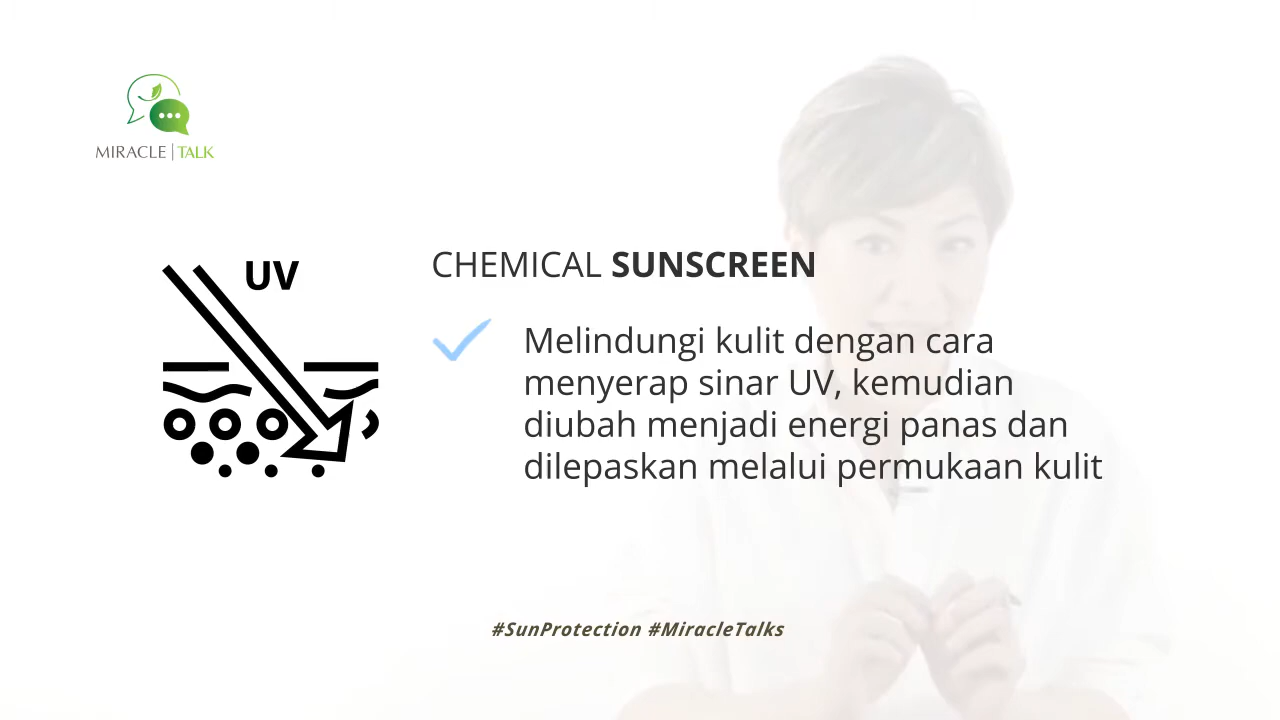 MIRACLE | TALK
UV
CHEMICAL SUNSCREEN
Melindungi kulit dengan cara
menyerap sinar UV, kemudian
diubah menjadi energi panas dan
dilepaskan melalui permukaan kulit
#SunProtection #MiracleTalks